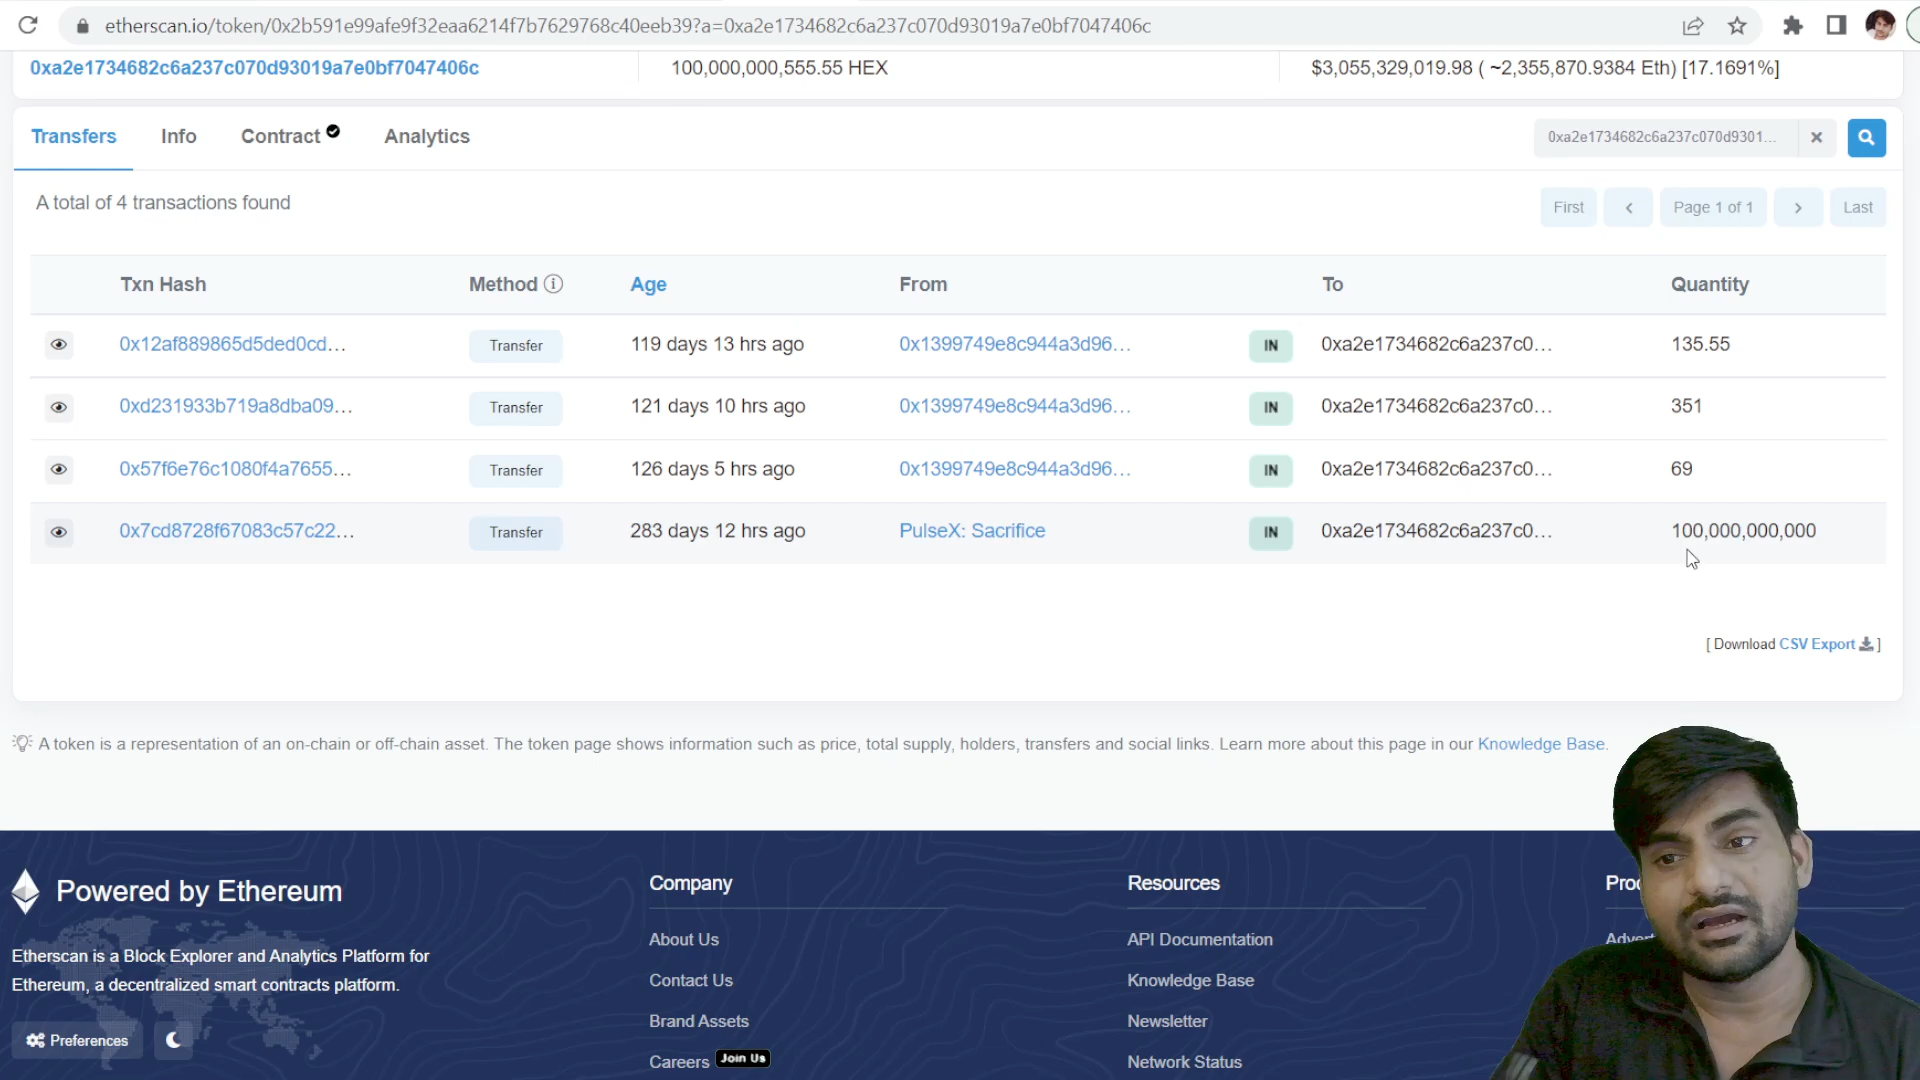 etherscan.io/token/0x2b591e99afe9f32eaa6214f7b7629768c40eeb39?a=0xa2e1734682c6a237c070d93019a7e0bf7047406c
0xa2e1734682c6a237c070d93019a7e0bf7047406c 100,000,000,555.55 HEX $3,055,329,019.98 ( ~2,355,870.9384 Eth) [17.1691%]
Transfers Info Contract Analytics 0xa2e1734682c6a237c070d9301...
A total of 4 transactions found First Page 1 of 1 Last
Txn Hash Method Age From To Quantity
0x12af889865d5ded0cd... Transfer 119 days 13 hrs ago 0x1399749e8c944a3d96... IN 0xa2e1734682c6a237c0... 135.55
0xd231933b719a8dba09... Transfer 121 days 10 hrs ago 0x1399749e8c944a3d96... IN 0xa2e1734682c6a237c0... 351
0x57f6e76c1080f4a7655... Transfer 126 days 5 hrs ago 0x1399749e8c944a3d96... IN 0xa2e1734682c6a237c0... 69
0x7cd8728f67083c57c22... Transfer 283 days 12 hrs ago PulseX: Sacrifice IN 0xa2e1734682c6a237c0... 100,000,000,000
[ Download CSV Export ]
A token is a representation of an on-chain or off-chain asset. The token page shows information such as price, total supply, holders, transfers and social links. Learn more about this page in our Knowledge Base.
Powered by Ethereum
Etherscan is a Block Explorer and Analytics Platform for
Ethereum, a decentralized smart contracts platform.
Preferences
Company
About Us
Contact Us
Brand Assets
Careers Join Us
Resources
API Documentation
Knowledge Base
Newsletter
Network Status